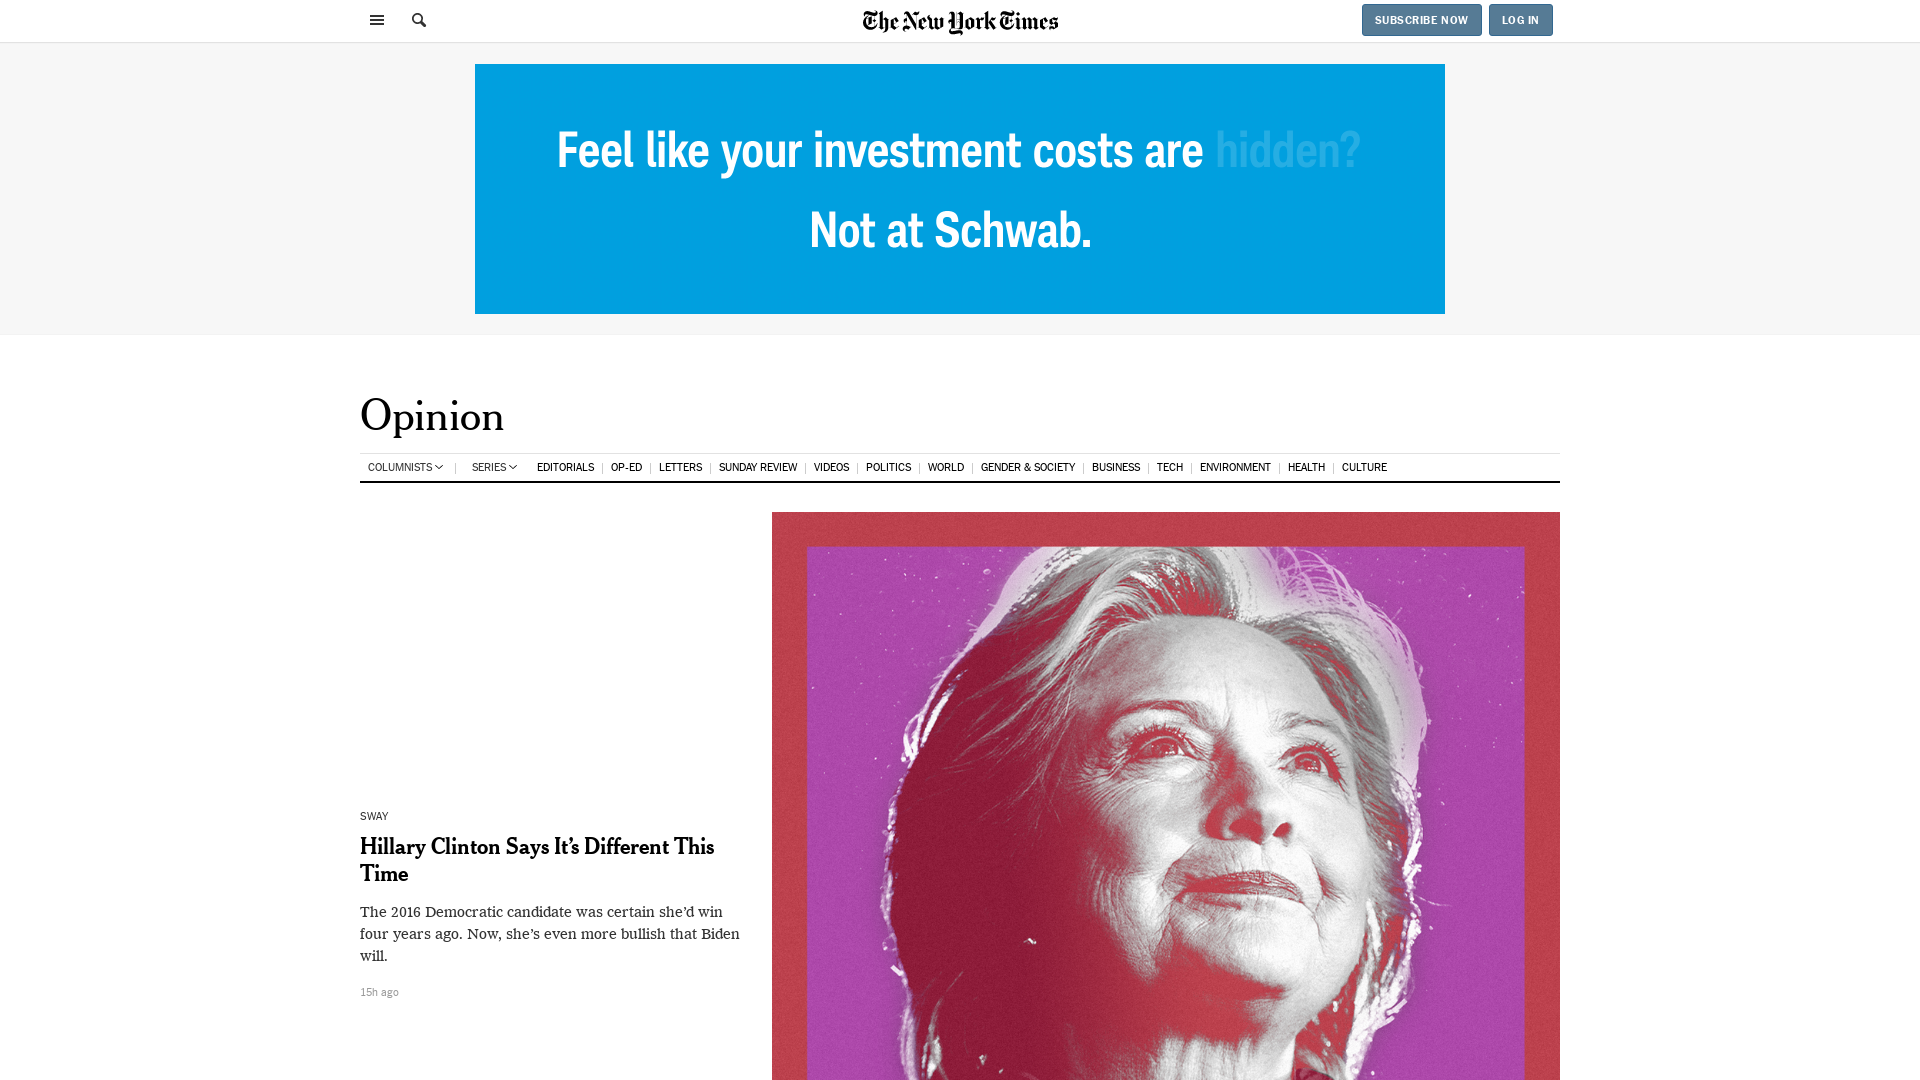 The New York Times
SUBSCRIBE NOW
LOG IN
Feel like your investment costs are hidden?
Not at Schwab.
Opinion
COLUMNISTS SERIES EDITORIALS OP-ED LETTERS SUNDAY REVIEW VIDEOS POLITICS WORLD GENDER & SOCIETY BUSINESS TECH ENVIRONMENT HEALTH CULTURE
SWAY
Hillary Clinton Says It’s Different This
Time
The 2016 Democratic candidate was certain she’d win
four years ago. Now, she’s even more bullish that Biden
will.
15h ago